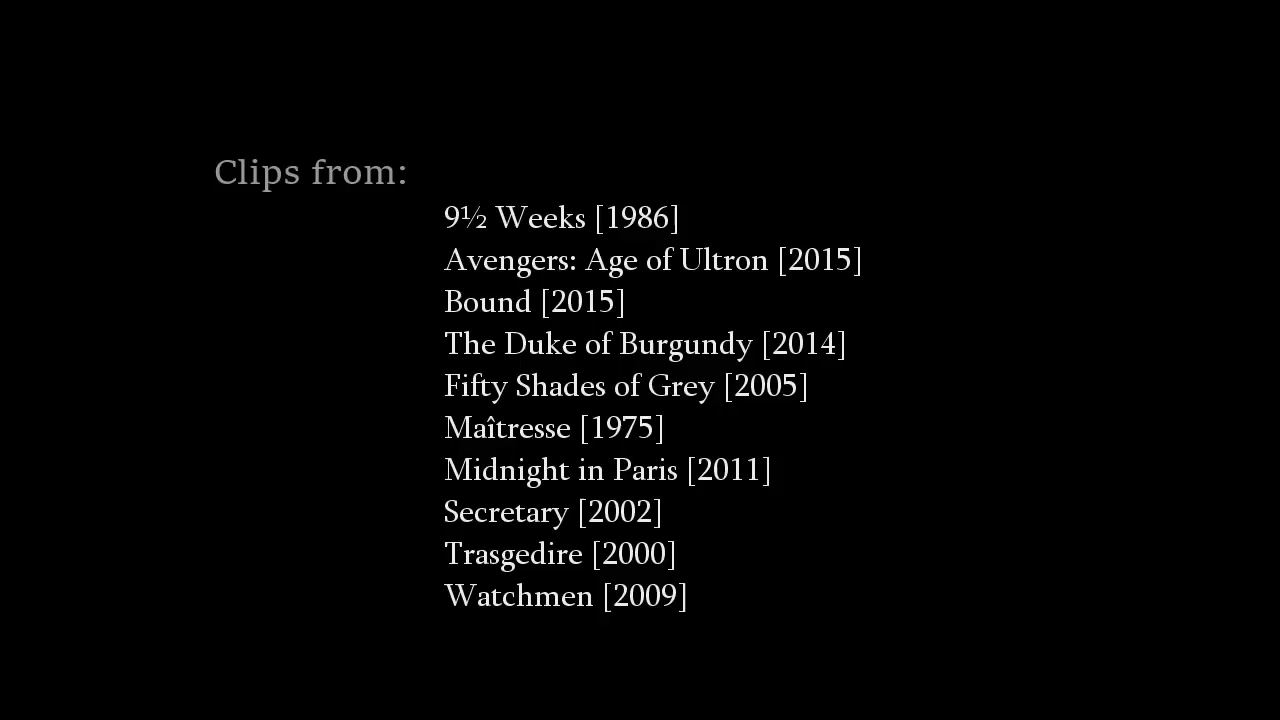 Clips from:
9½ Weeks [1986]
Avengers: Age of Ultron [2015]
Bound [2015]
The Duke of Burgundy [2014]
Fifty Shades of Grey [2005]
Maîtresse [1975]
Midnight in Paris [2011]
Secretary [2002]
Trasgedire [2000]
Watchmen [2009]